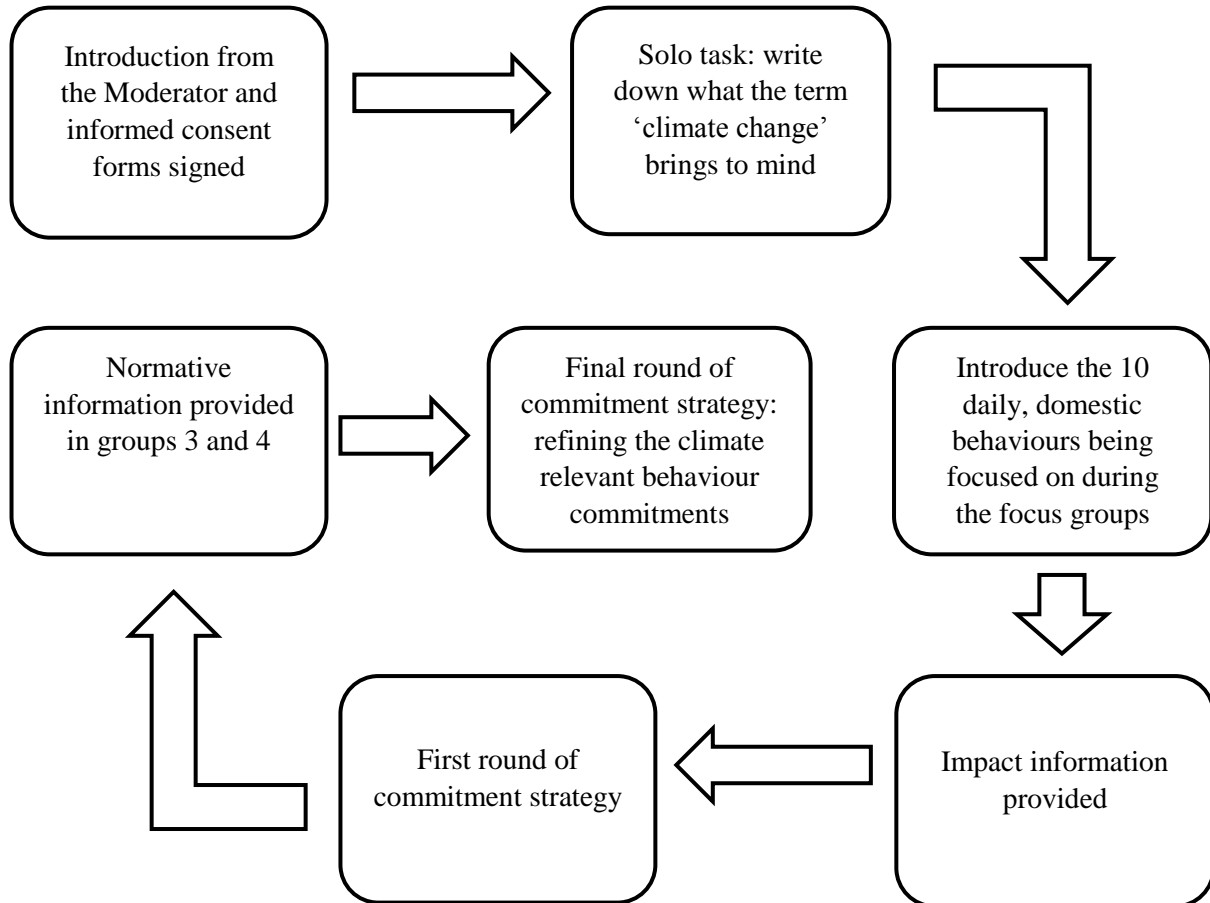 Introduction from
the Moderator and
informed consent
forms signed
Solo task: write
down what the term
‘climate change’
brings to mind
Introduce the 10
daily, domestic
behaviours being
focused on during
the focus groups
Impact information
provided
First round of
commitment strategy
Normative
information provided
in groups 3 and 4
Final round of
commitment strategy:
refining the climate
relevant behaviour
commitments